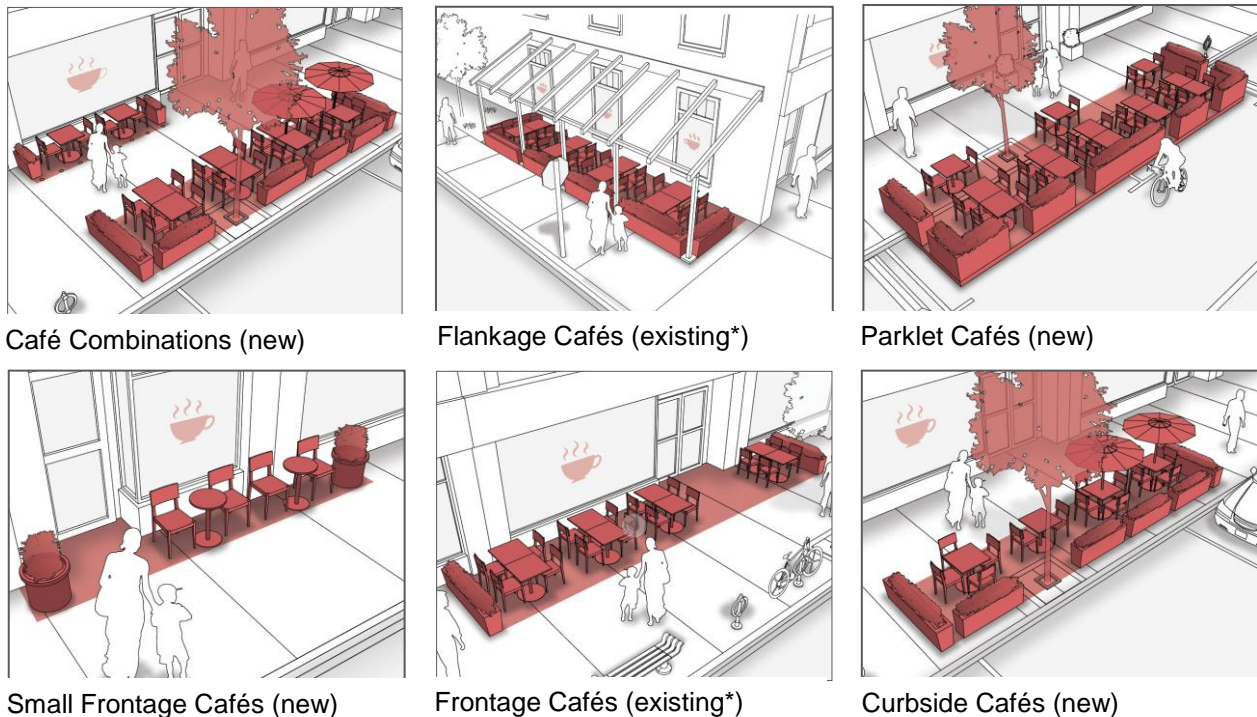 Café Combinations (new)
Flankage Cafés (existing*)
Parklet Cafés (new)
Small Frontage Cafés (new)
Frontage Cafés (existing*)
Curbside Cafés (new)